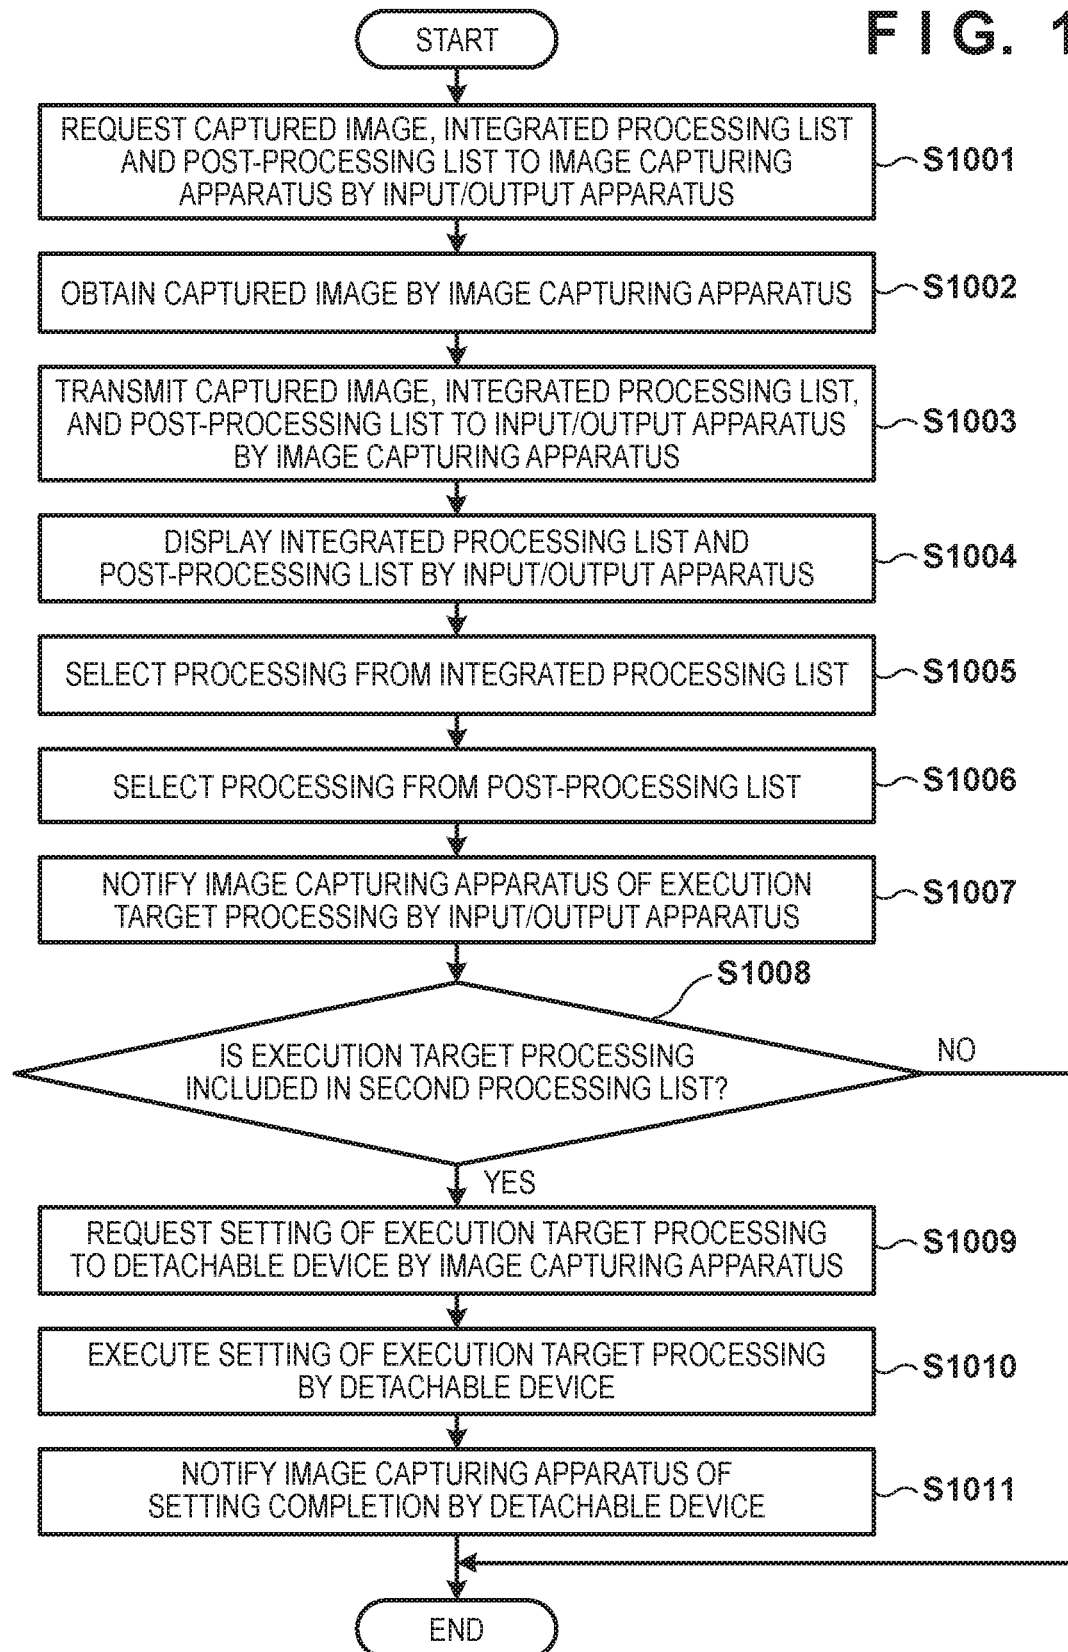 START
FIG. 1
REQUEST CAPTURED IMAGE, INTEGRATED PROCESSING LIST
AND POST-PROCESSING LIST TO IMAGE CAPTURING
APPARATUS BY INPUT/OUTPUT APPARATUS
S1001
OBTAIN CAPTURED IMAGE BY IMAGE CAPTURING APPARATUS
S1002
TRANSMIT CAPTURED IMAGE, INTEGRATED PROCESSING LIST,
AND POST-PROCESSING LIST TO INPUT/OUTPUT APPARATUS
BY IMAGE CAPTURING APPARATUS
S1003
DISPLAY INTEGRATED PROCESSING LIST AND
POST-PROCESSING LIST BY INPUT/OUTPUT APPARATUS
S1004
SELECT PROCESSING FROM INTEGRATED PROCESSING LIST
S1005
SELECT PROCESSING FROM POST-PROCESSING LIST
S1006
NOTIFY IMAGE CAPTURING APPARATUS OF EXECUTION
TARGET PROCESSING BY INPUT/OUTPUT APPARATUS
S1007
S1008
IS EXECUTION TARGET PROCESSING
INCLUDED IN SECOND PROCESSING LIST?
NO
YES
REQUEST SETTING OF EXECUTION TARGET PROCESSING
TO DETACHABLE DEVICE BY IMAGE CAPTURING APPARATUS
S1009
EXECUTE SETTING OF EXECUTION TARGET PROCESSING
BY DETACHABLE DEVICE
S1010
NOTIFY IMAGE CAPTURING APPARATUS OF
SETTING COMPLETION BY DETACHABLE DEVICE
S1011
END